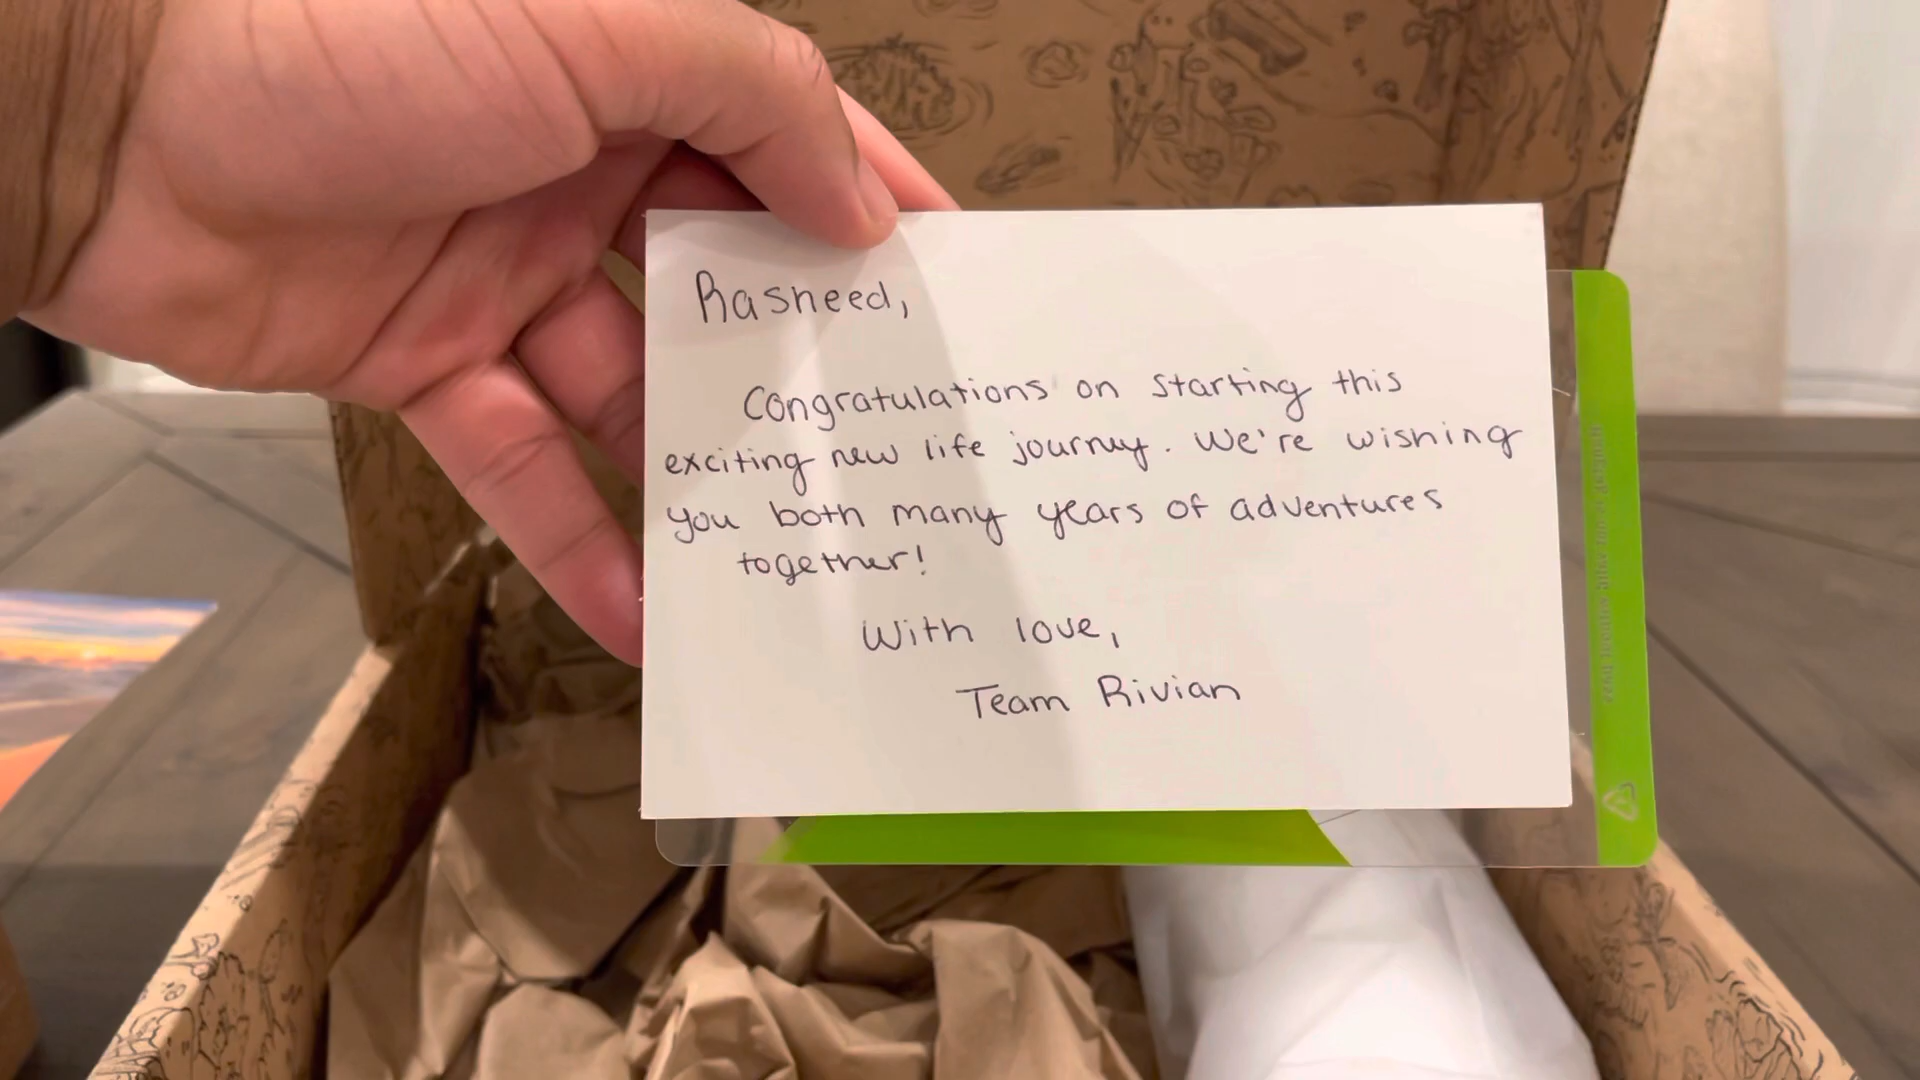 Rasheed,
Congratulations on starting this
exciting new life journey. We're wishing
you both many years of adventures
together!
With love,
Team Rivian